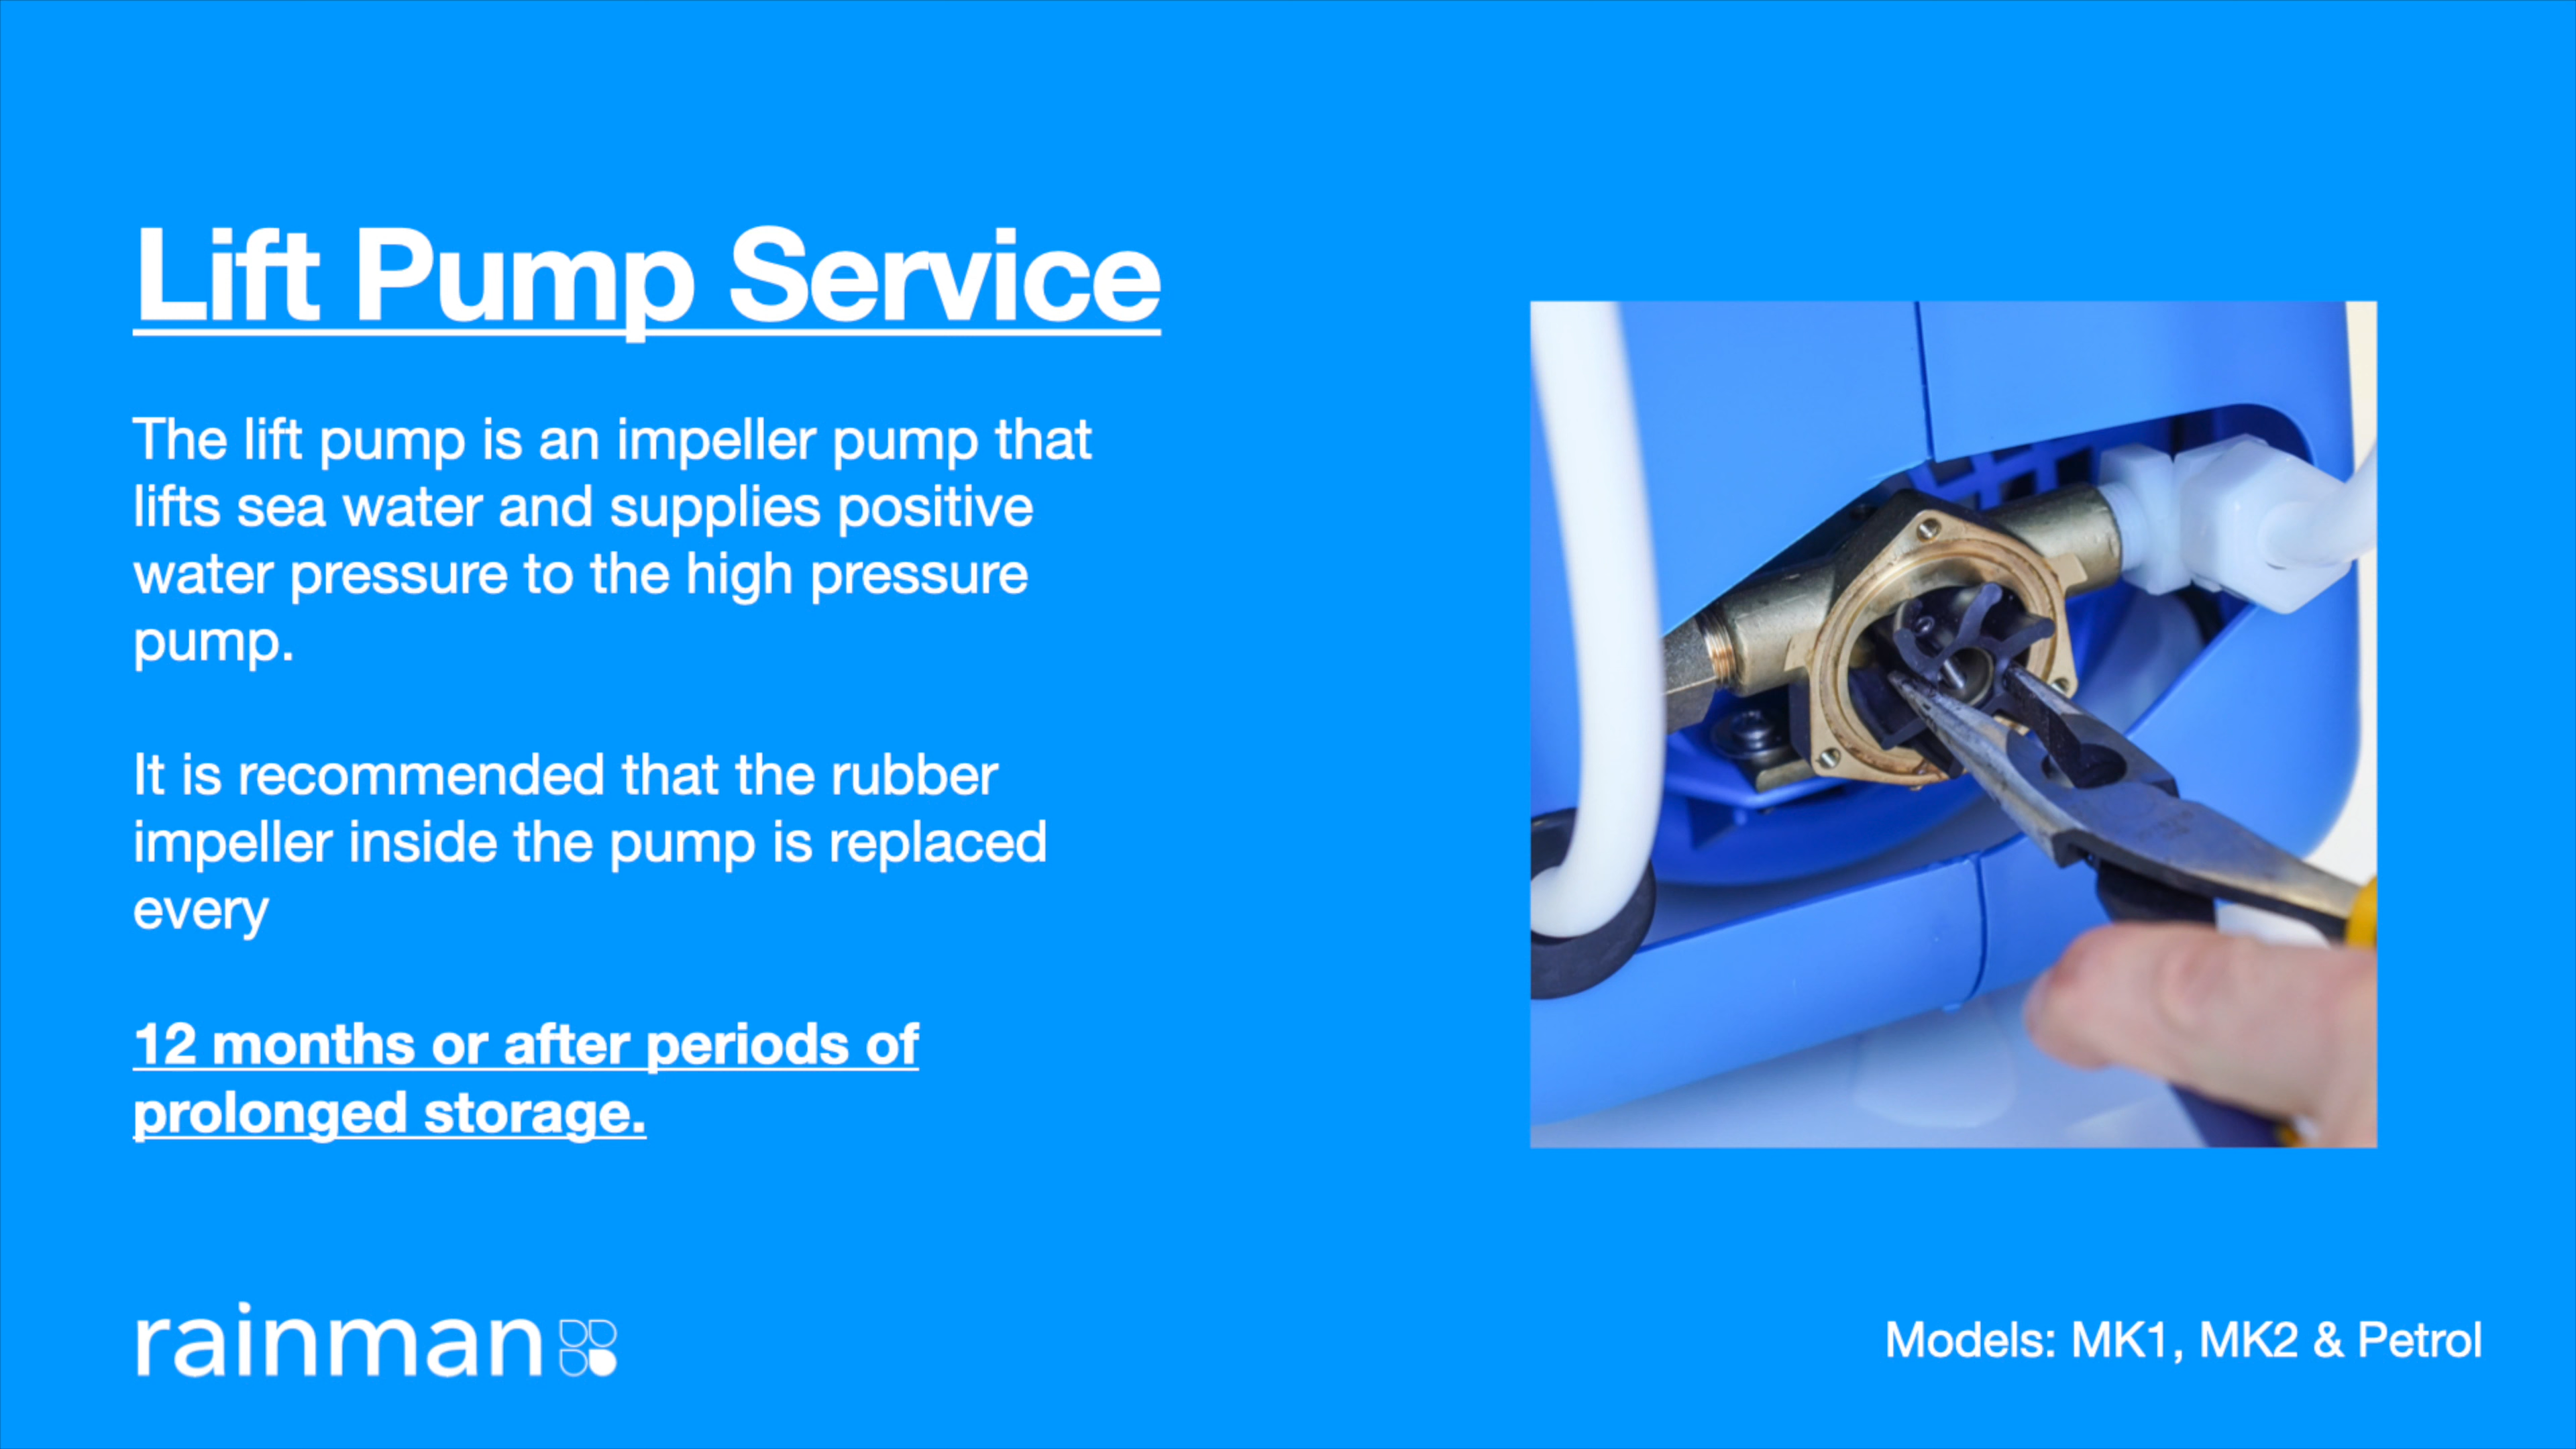 Lift Pump Service
The lift pump is an impeller pump that
lifts sea water and supplies positive
water pressure to the high pressure
pump.
It is recommended that the rubber
impeller inside the pump is replaced
every
12 months or after periods of
prolonged storage.
rainman
Models: MK1, MK2 & Petrol